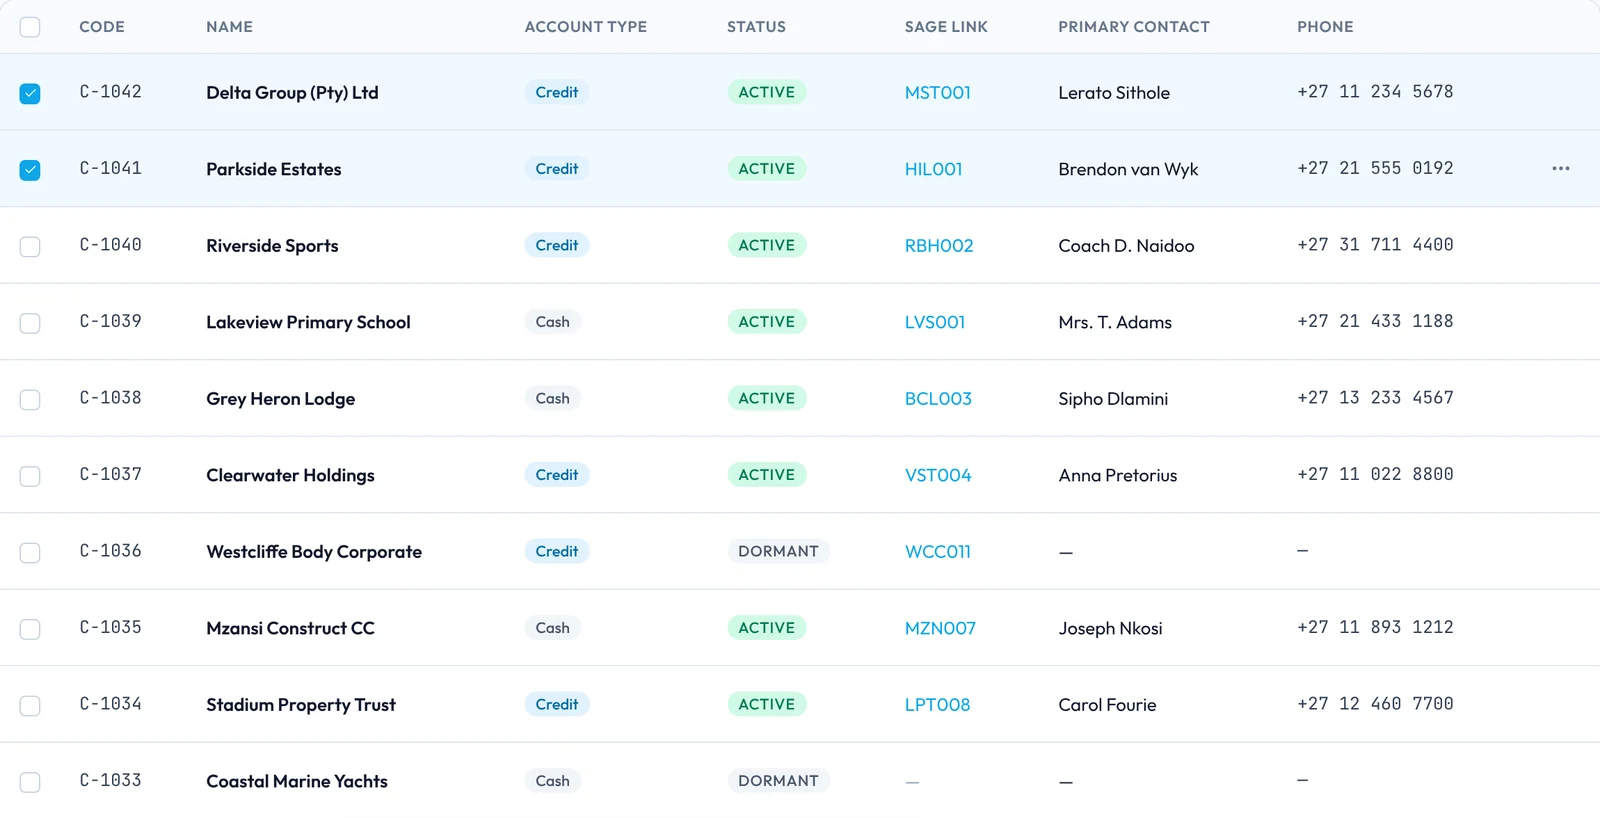 CODE NAME ACCOUNT TYPE STATUS SAGE LINK PRIMARY CONTACT PHONE
C-1042 Delta Group (Pty) Ltd Credit ACTIVE MST001 Lerato Sithole +27 11 234 5678
C-1041 Parkside Estates Credit ACTIVE HIL001 Brendon van Wyk +27 21 555 0192 •••
C-1040 Riverside Sports Credit ACTIVE RBH002 Coach D. Naidoo +27 31 711 4400
C-1039 Lakeview Primary School Cash ACTIVE LVS001 Mrs. T. Adams +27 21 433 1188
C-1038 Grey Heron Lodge Cash ACTIVE BCL003 Sipho Dlamini +27 13 233 4567
C-1037 Clearwater Holdings Credit ACTIVE VST004 Anna Pretorius +27 11 022 8800
C-1036 Westcliffe Body Corporate Credit DORMANT WCC011 — —
C-1035 Mzansi Construct CC Cash ACTIVE MZN007 Joseph Nkosi +27 11 893 1212
C-1034 Stadium Property Trust Credit ACTIVE LPT008 Carol Fourie +27 12 460 7700
C-1033 Coastal Marine Yachts Cash DORMANT — — —